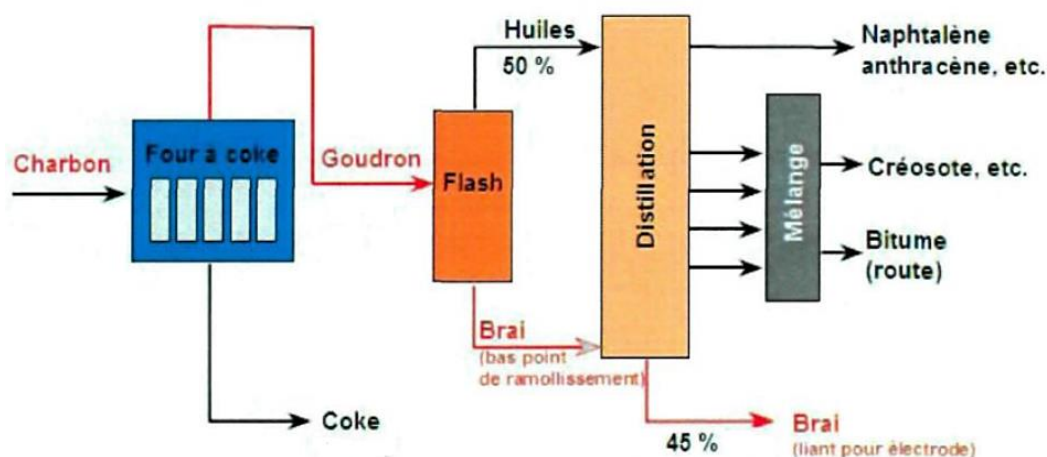 Huiles
50 %
Naphtalène
anthracène, etc.
Charbon
Four à coke
Goudron
Flash
Distillation
Mélange
Créosote, etc.
Bitume
(route)
Brai
(bas point
de ramollissement)
Coke
45 %
Brai
(liant pour électrode)